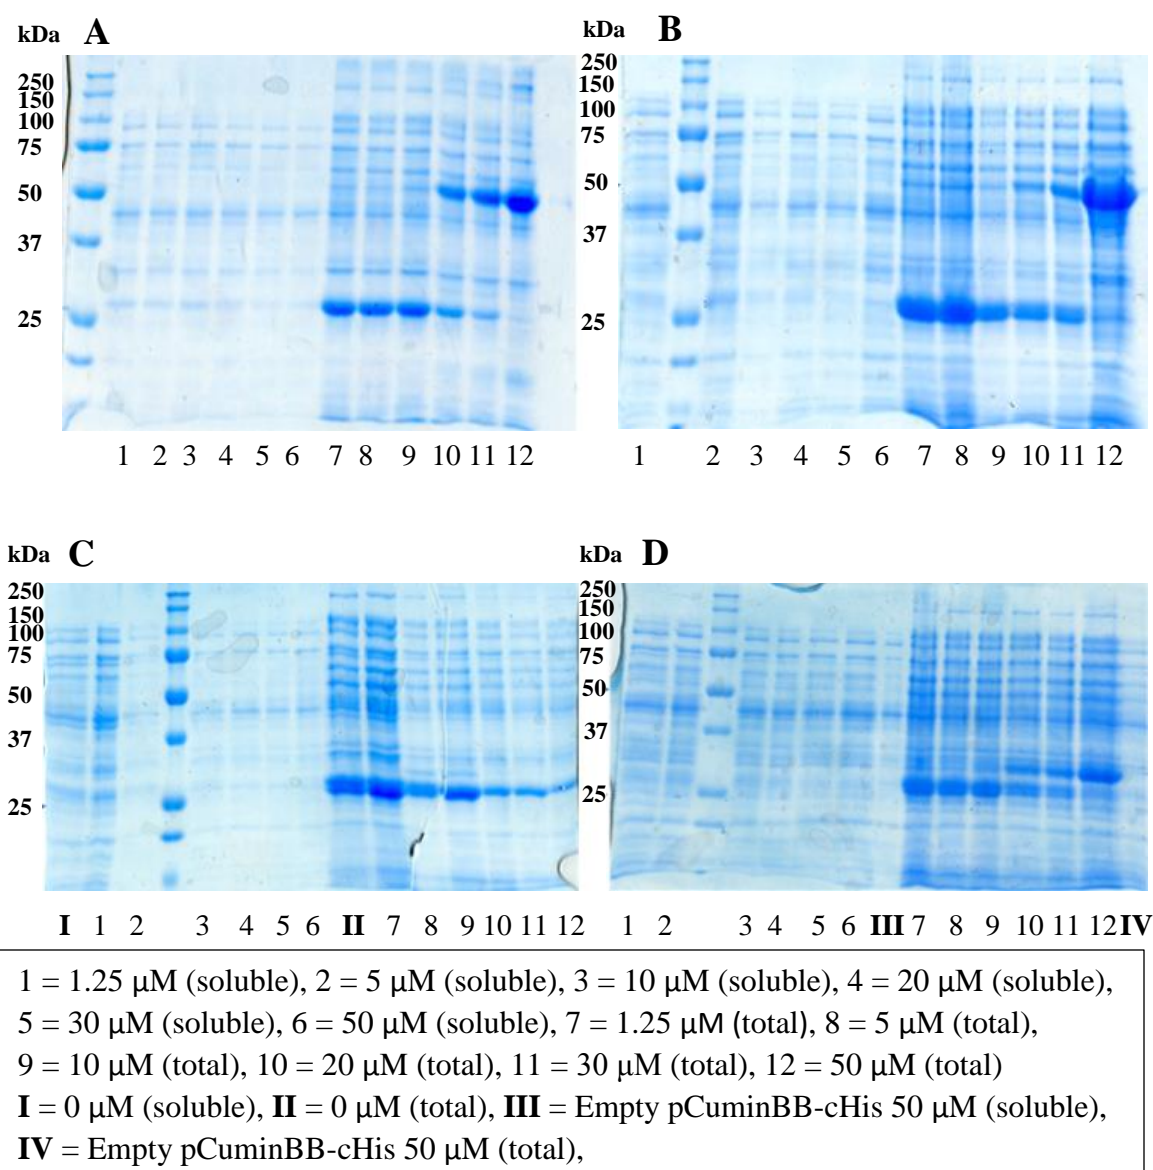 kDa A
250
150
100
75
50
37
25
1 2 3 4 5 6 7 8 9 10 11 12
kDa B
250
150
100
75
50
37
25
1 2 3 4 5 6 7 8 9 10 11 12
kDa C
250
150
100
75
50
37
25
I 1 2 3 4 5 6 II 7 8 9 10 11 12
kDa D
250
150
100
75
50
37
25
1 2 3 4 5 6 III 7 8 9 10 11 12 IV
1 = 1.25 µM (soluble), 2 = 5 µM (soluble), 3 = 10 µM (soluble), 4 = 20 µM (soluble),
5 = 30 µM (soluble), 6 = 50 µM (soluble), 7 = 1.25 µM (total), 8 = 5 µM (total),
9 = 10 µM (total), 10 = 20 µM (total), 11 = 30 µM (total), 12 = 50 µM (total)
I = 0 µM (soluble), II = 0 µM (total), III = Empty pCuminBB-cHis 50 µM (soluble),
IV = Empty pCuminBB-cHis 50 µM (total),